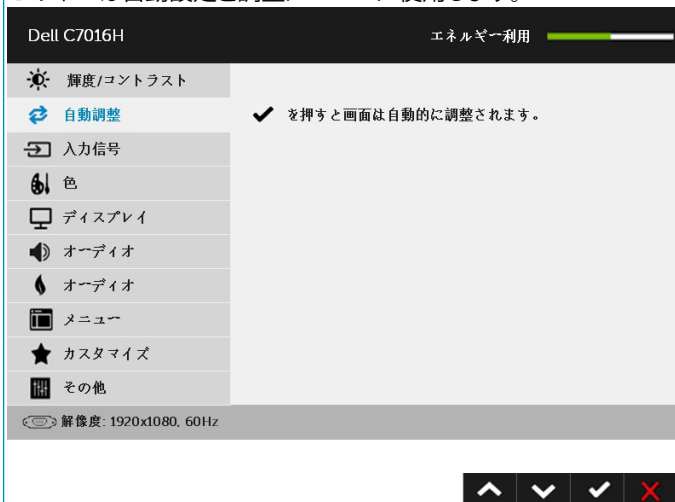 Dell C7016H
エネルギー利用
輝度/コントラスト
自動調整
を押すと画面は自動的に調整されます。
入力信号
色
ディスプレイ
オーディオ
オーディオ
メニュー
カスタマイズ
その他
解像度: 1920x1080, 60Hz